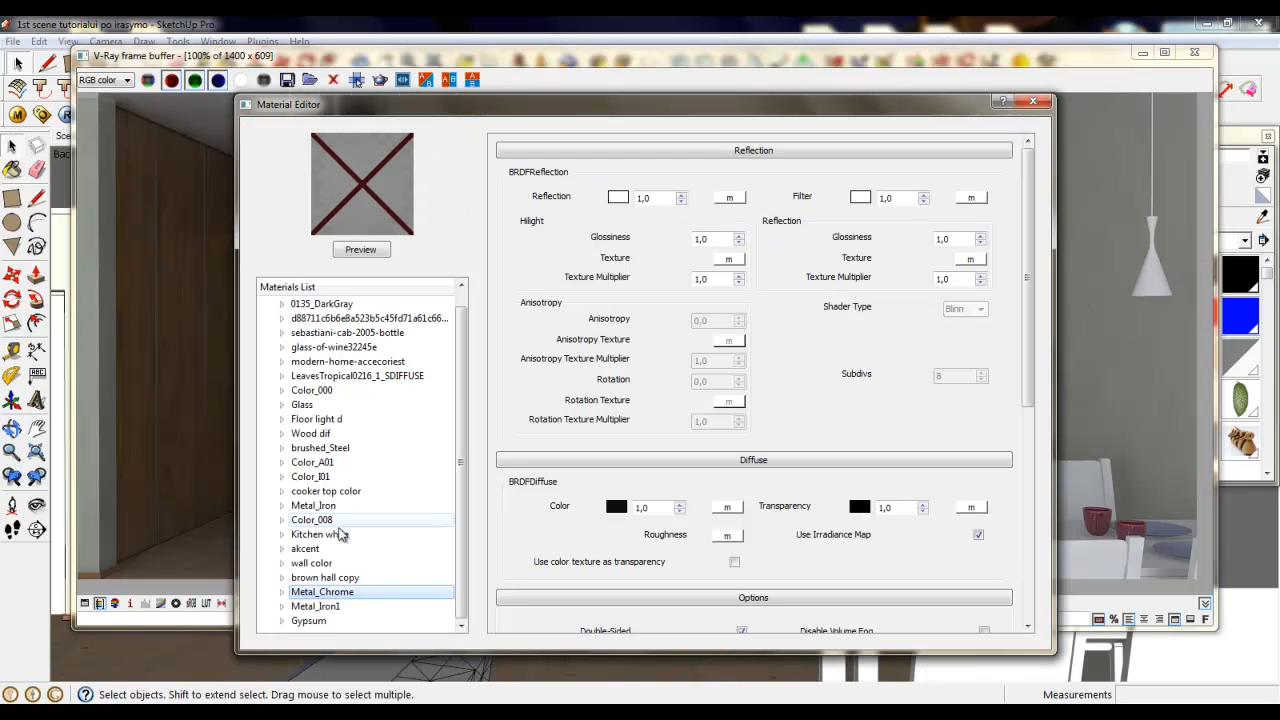 1st scene tutorialui po irasymo - SketchUp Pro
File Edit View Camera Draw Tools Window Plugins Help
V-Ray frame buffer - [100% of 1400 x 609]
RGB color
Material Editor
Preview
Materials List
0135_DarkGray
d88711c6b6e8a523b5c45fd71a61c66...
sebastiani-cab-2005-bottle
glass-of-wine32245e
modern-home-accecoriest
LeavesTropical0216_1_SDIFFUSE
Color_000
Glass
Floor light d
Wood dif
brushed_Steel
Color_A01
Color_I01
cooker top color
Metal_Iron
Color_008
Kitchen
akcent
wall color
brown hall copy
Metal_Chrome
Metal_Iron1
Gypsum
Reflection
BRDFReflection
Reflection 1,0 m Filter 1,0 m
Hilight Reflection
Glossiness 1,0 Glossiness 1,0
Texture m Texture m
Texture Multiplier 1,0 Texture Multiplier 1,0
Anisotropy Shader Type Blinn
Anisotropy 0,0
Anisotropy Texture m
Anisotropy Texture Multiplier 1,0
Subdivs 8
Rotation 0,0
Rotation Texture m
Rotation Texture Multiplier 1,0
Diffuse
BRDFDiffuse
Color 1,0 m Transparency 1,0 m
Roughness m Use Irradiance Map
Use color texture as transparency
Options
Double-Sided Disable Volume Fog
Select objects. Shift to extend select. Drag mouse to select multiple.
Measurements